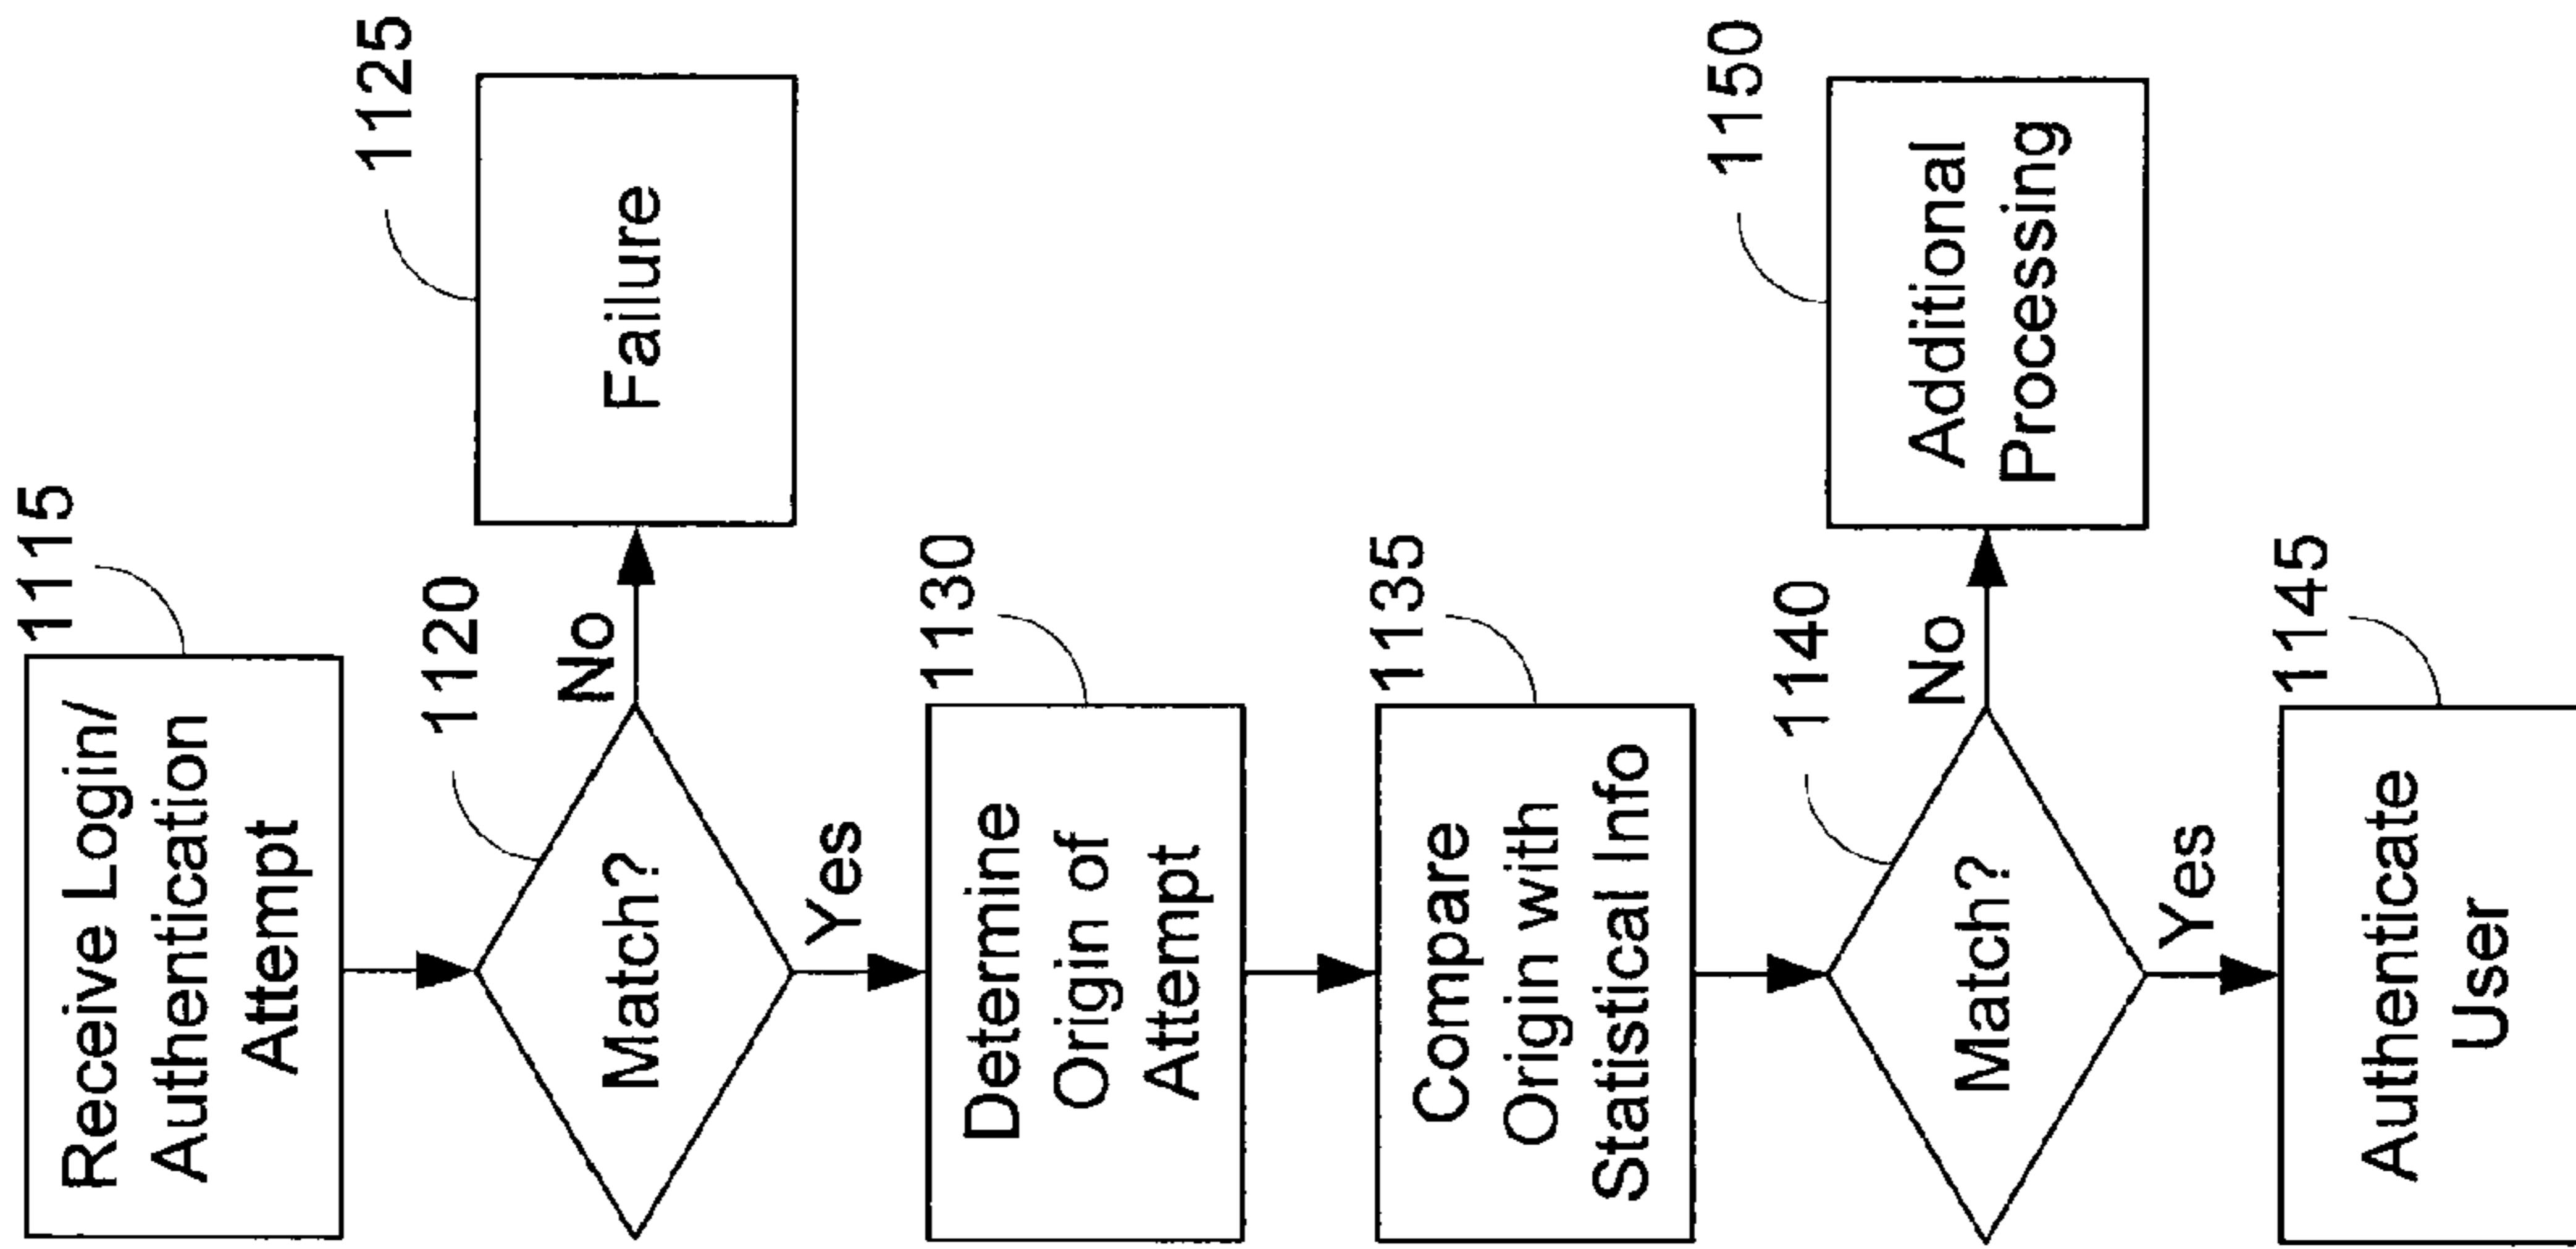 1115
Receive Login/
Authentication
Attempt
1120
Match?
No
1125
Failure
Yes
1130
Determine
Origin of
Attempt
1135
Compare
Origin with
Statistical Info
1140
Match?
No
1150
Additional
Processing
Yes
1145
Authenticate
User